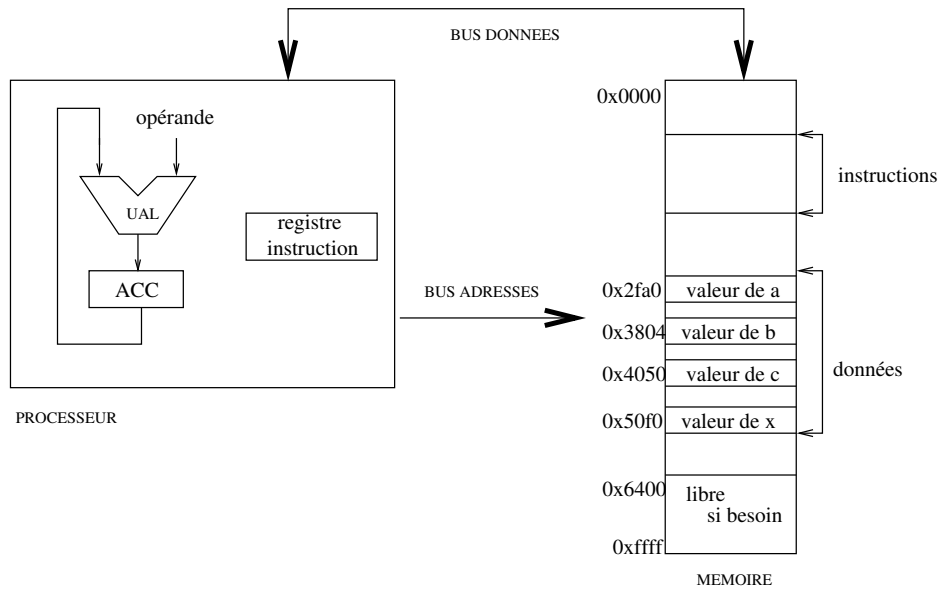 BUS DONNEES
0x0000
opérande
instructions
UAL
registre
instruction
ACC
BUS ADRESSES
0x2fa0
valeur de a
0x3804
valeur de b
0x4050
valeur de c
données
PROCESSEUR
0x50f0
valeur de x
0x6400
libre
si besoin
0xffff
MEMOIRE